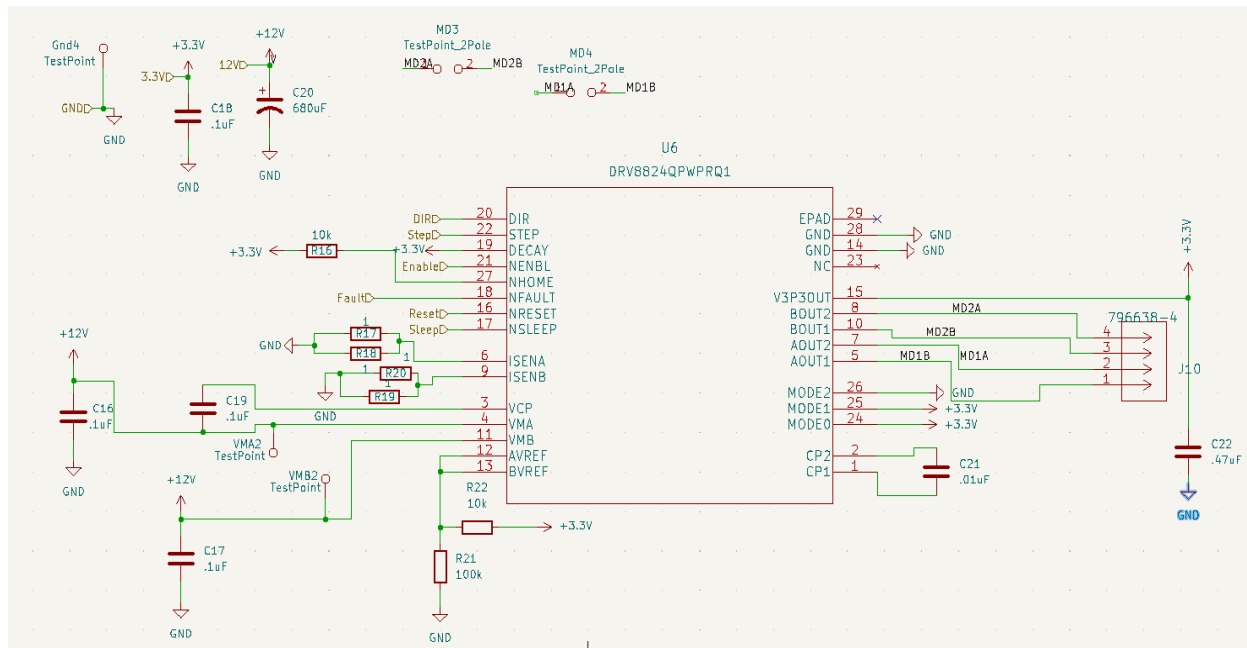 Gnd4
TestPoint
GND
GND
+3.3V
3.3V
C18
.1uF
GND
+12V
12V
+
C20
680uF
GND
MD3
TestPoint_2Pole
MD2A
1
2
MD2B
MD4
TestPoint_2Pole
MD1A
1
2
MD1B
U6
DRV8824QPWPRQ1
DIR
20
DIR
Step
22
STEP
+3.3V
10k
R16
+3.3V
19
DECAY
Enable
21
NENBL
27
NHOME
Fault
18
NFAULT
Reset
16
NRESET
Sleep
17
NSLEEP
GND
1
R17
R18
1
6
ISENA
1
R20
9
ISENB
1
R19
GND
+12V
C16
.1uF
GND
C19
.1uF
3
VCP
4
VMA
VMA2
TestPoint
11
VMB
VMB2
TestPoint
12
AVREF
13
BVREF
+12V
C17
.1uF
GND
R22
10k
+3.3V
R21
100k
GND
EPAD
29
GND
28
GND
GND
14
GND
NC
23
V3P3OUT
15
BOUT2
8
MD2A
BOUT1
10
MD2B
AOUT2
7
MD1A
AOUT1
5
MD1B
MODE2
26
GND
MODE1
25
+3.3V
MODE0
24
+3.3V
CP2
2
CP1
1
C21
.01uF
796638-4
4
3
2
1
J10
+3.3V
C22
.47uF
GND